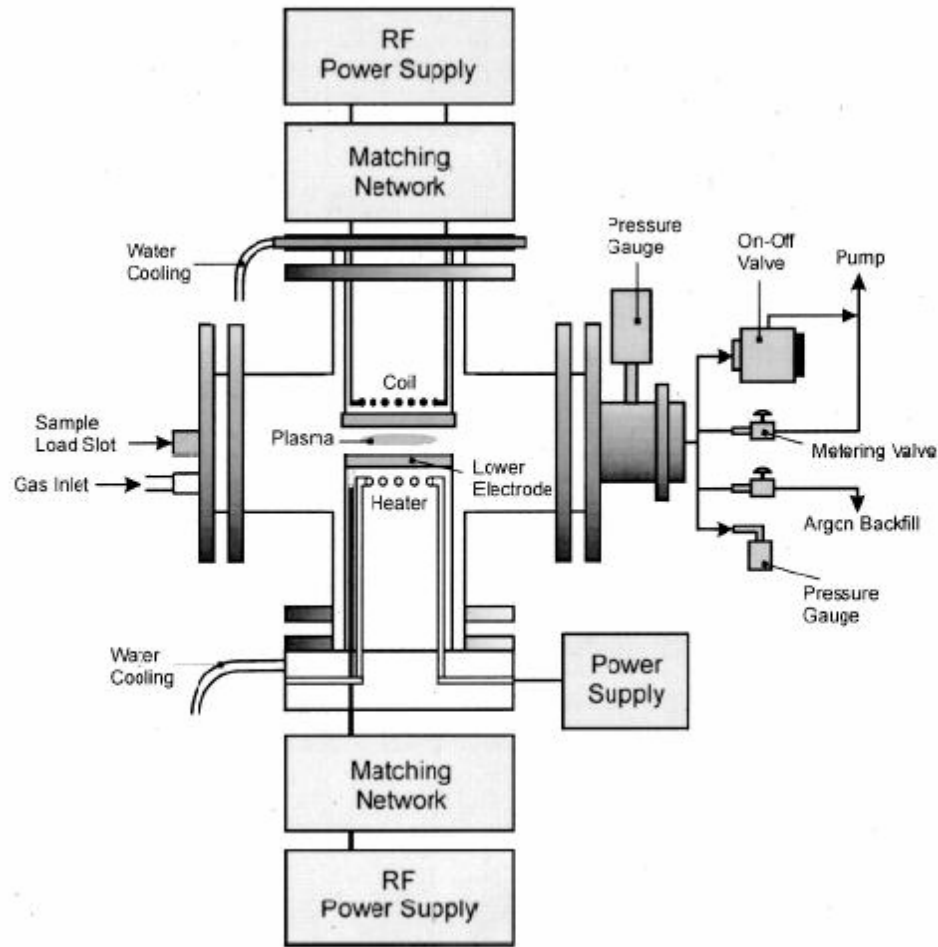 RF
Power Supply
Matching
Network
Water
Cooling
Pressure
Gauge
On-Off
Valve
Pump
Coil
Sample
Load Slot
Plasma
Metering Valve
Gas Inlet
Lower
Electrode
Heater
Argon Backfill
Pressure
Gauge
Water
Cooling
Power
Supply
Matching
Network
RF
Power Supply